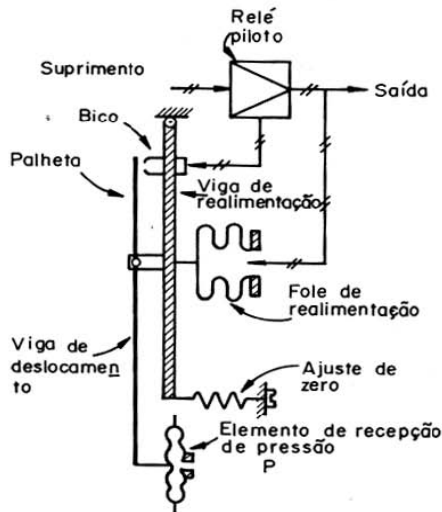 Relé
piloto
Suprimento
Saída
Bico
Palheta
Viga de
realimentação
Fole de
realimentação
Viga de
deslocamen
to
Ajuste de
zero
Elemento de recepção
de pressão
P